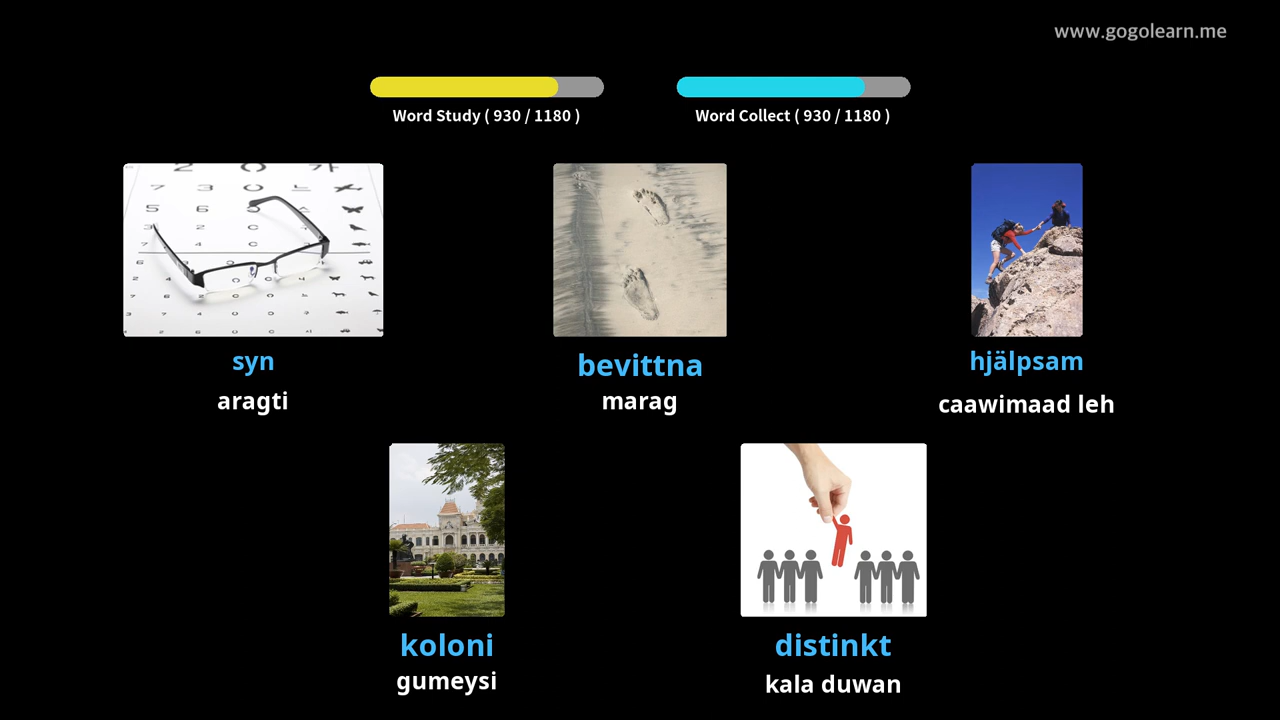 www.gogolearn.me
Word Study ( 930 / 1180 )
Word Collect ( 930 / 1180 )
syn
aragti
bevittna
marag
hjälpsam
caawimaad leh
koloni
gumeysi
distinkt
kala duwan